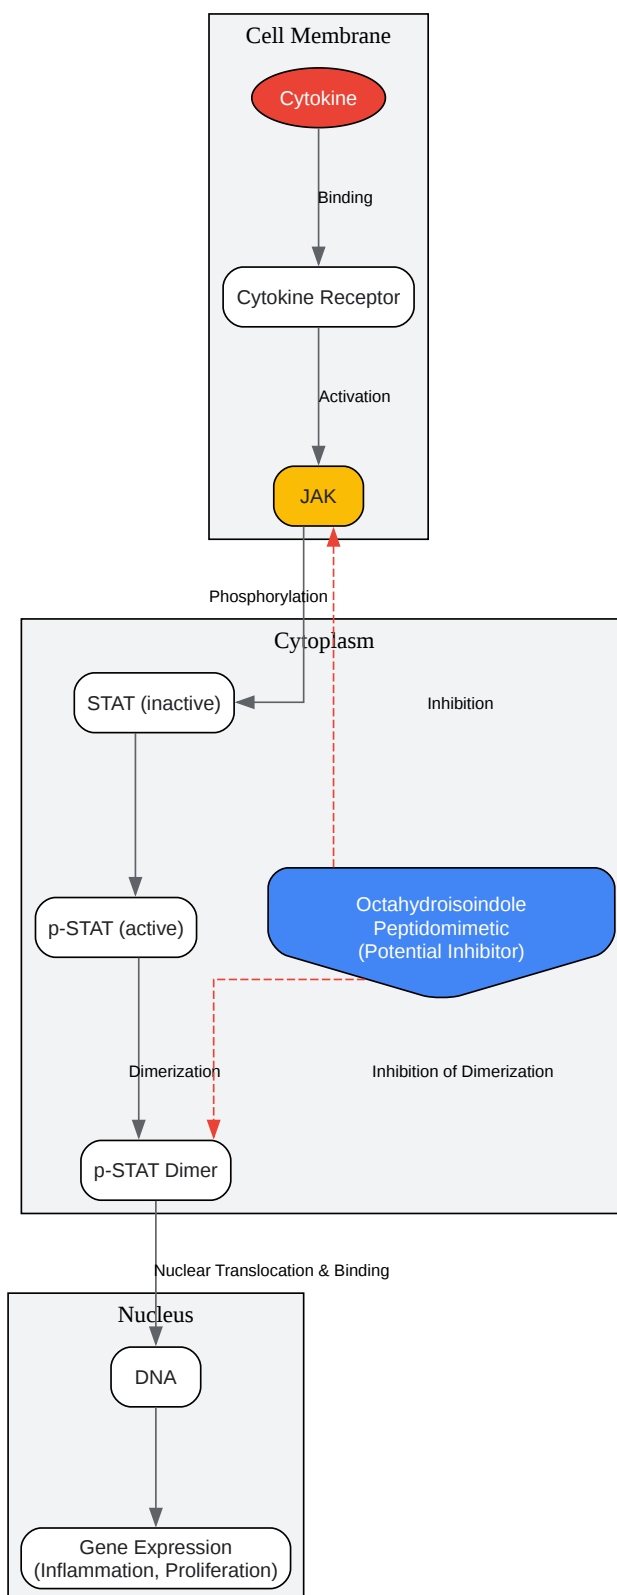 Cell Membrane
Cytokine
Binding
Cytokine Receptor
Activation
JAK
Phosphorylation
Cytoplasm
STAT (inactive)
Inhibition
Octahydroisoindole
Peptidomimetic
(Potential Inhibitor)
p-STAT (active)
Dimerization
Inhibition of Dimerization
p-STAT Dimer
Nuclear Translocation & Binding
Nucleus
DNA
Gene Expression
(Inflammation, Proliferation)